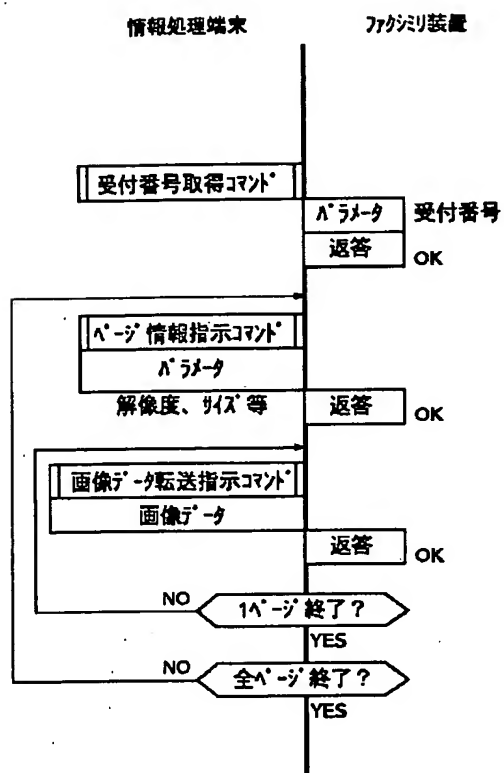 情報処理端末 ﾌｧｸｼﾐﾘ装置
受付番号取得ｺﾏﾝﾄﾞ
ﾊﾟﾗﾒｰﾀ 受付番号
返答 OK
ﾍﾟｰｼﾞ情報指示ｺﾏﾝﾄﾞ
ﾊﾟﾗﾒｰﾀ
解像度、ｻｲｽﾞ等 返答 OK
画像ﾃﾞｰﾀ転送指示ｺﾏﾝﾄﾞ
画像ﾃﾞｰﾀ
返答 OK
NO 1ﾍﾟｰｼﾞ終了？
YES
NO 全ﾍﾟｰｼﾞ終了？
YES